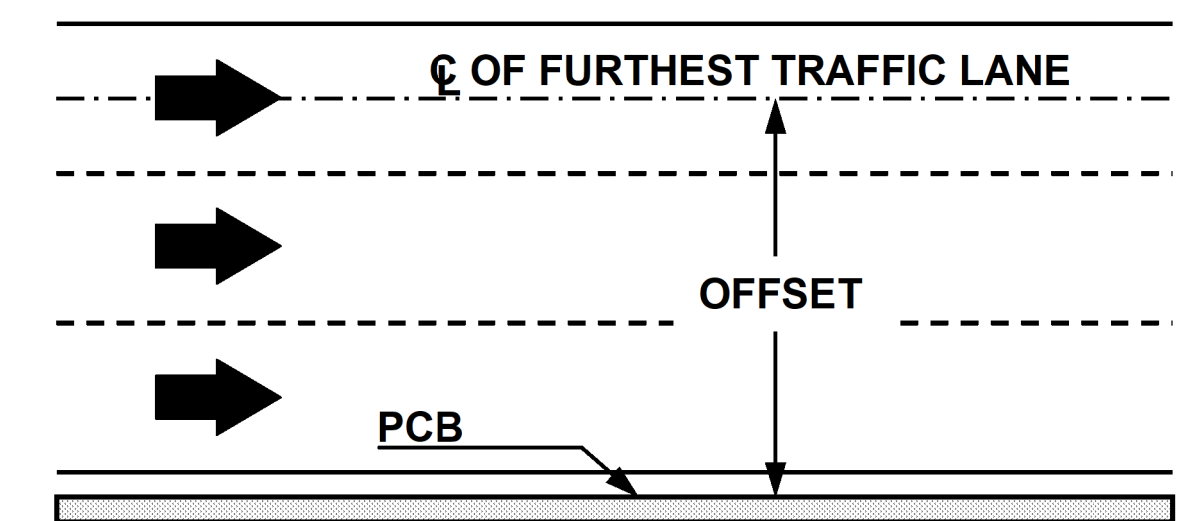 ℄ OF FURTHEST TRAFFIC LANE
OFFSET
PCB